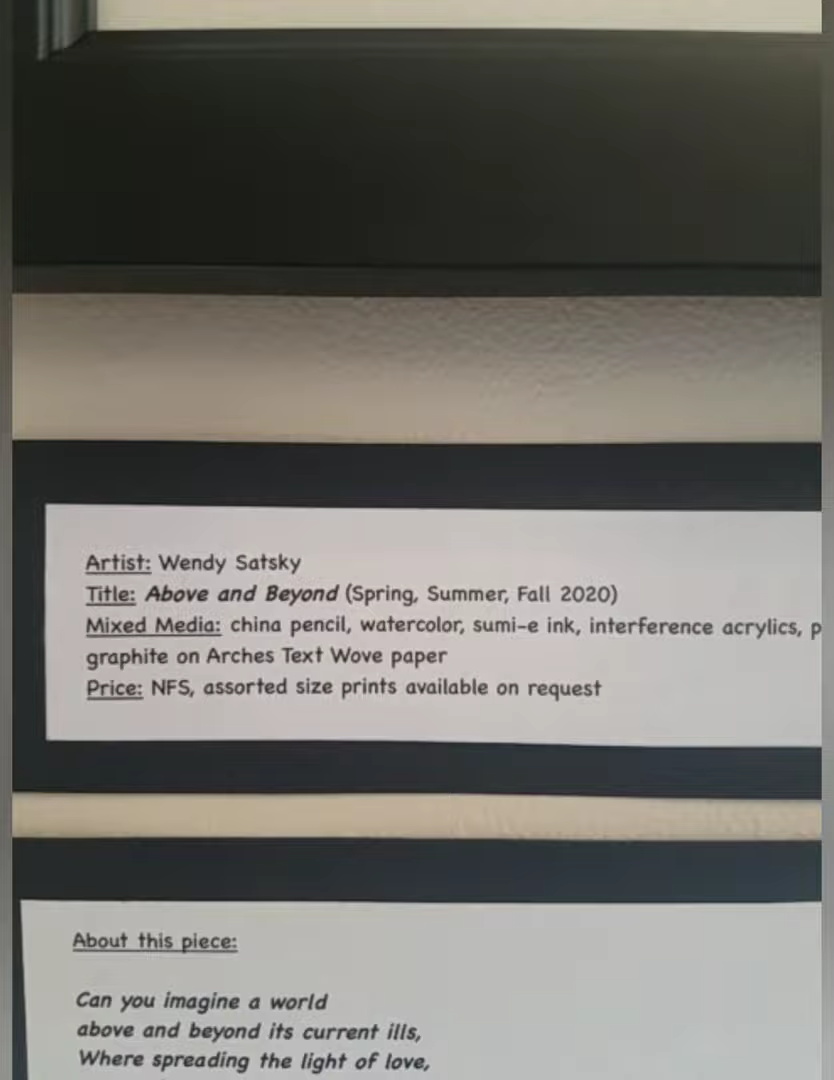 Artist: Wendy Satsky
Title: Above and Beyond (Spring, Summer, Fall 2020)
Mixed Media: china pencil, watercolor, sumi-e ink, interference acrylics,
graphite on Arches Text Wove paper
Price: NFS, assorted size prints available on request
About this piece:
Can you imagine a world
above and beyond its current ills,
Where spreading the light of love,